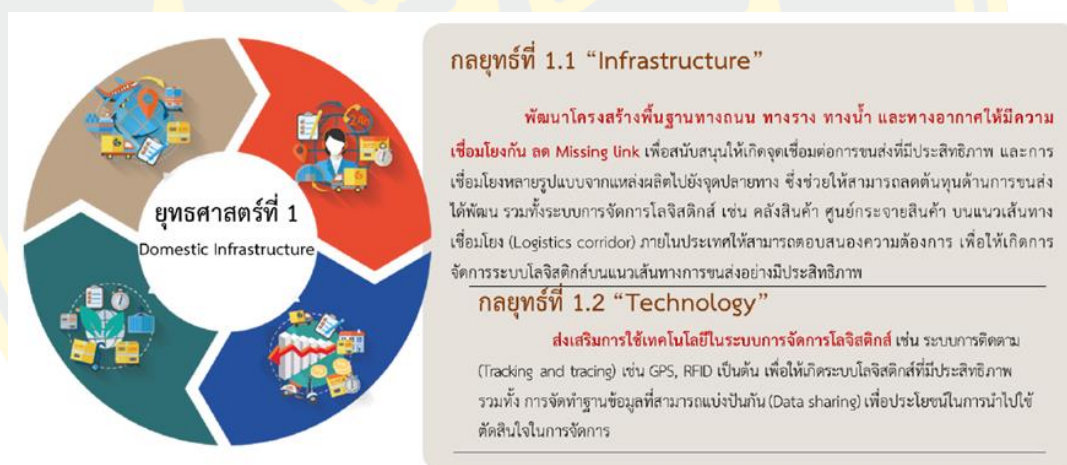 ยุทธศาสตร์ที่ 1
Domestic Infrastructure
กลยุทธ์ที่ 1.1 “Infrastructure”
พัฒนาโครงสร้างพื้นฐานทางถนน ทางราง ทางน้ำ และทางอากาศให้มีความ
เชื่อมโยงกัน ลด Missing link เพื่อสนับสนุนให้เกิดจุดเชื่อมต่อการขนส่งที่มีประสิทธิภาพ และการ
เชื่อมโยงหลายรูปแบบจากแหล่งผลิตไปยังจุดปลายทาง ซึ่งช่วยให้สามารถลดต้นทุนด้านการขนส่ง
ได้พัฒน รวมทั้งระบบการจัดการโลจิสติกส์ เช่น คลังสินค้า ศูนย์กระจายสินค้า บนแนวเส้นทาง
เชื่อมโยง (Logistics corridor) ภายในประเทศให้สามารถตอบสนองความต้องการ เพื่อให้เกิดการ
จัดการระบบโลจิสติกส์บนแนวเส้นทางการขนส่งอย่างมีประสิทธิภาพ
กลยุทธ์ที่ 1.2 “Technology”
ส่งเสริมการใช้เทคโนโลยีในระบบการจัดการโลจิสติกส์ เช่น ระบบการติดตาม
(Tracking and tracing) เช่น GPS, RFID เป็นต้น เพื่อให้เกิดระบบโลจิสติกส์ที่มีประสิทธิภาพ
รวมทั้ง การจัดทำฐานข้อมูลที่สามารถแบ่งปันกัน (Data sharing) เพื่อประโยชน์ในการนำไปใช้
ตัดสินใจในการจัดการ